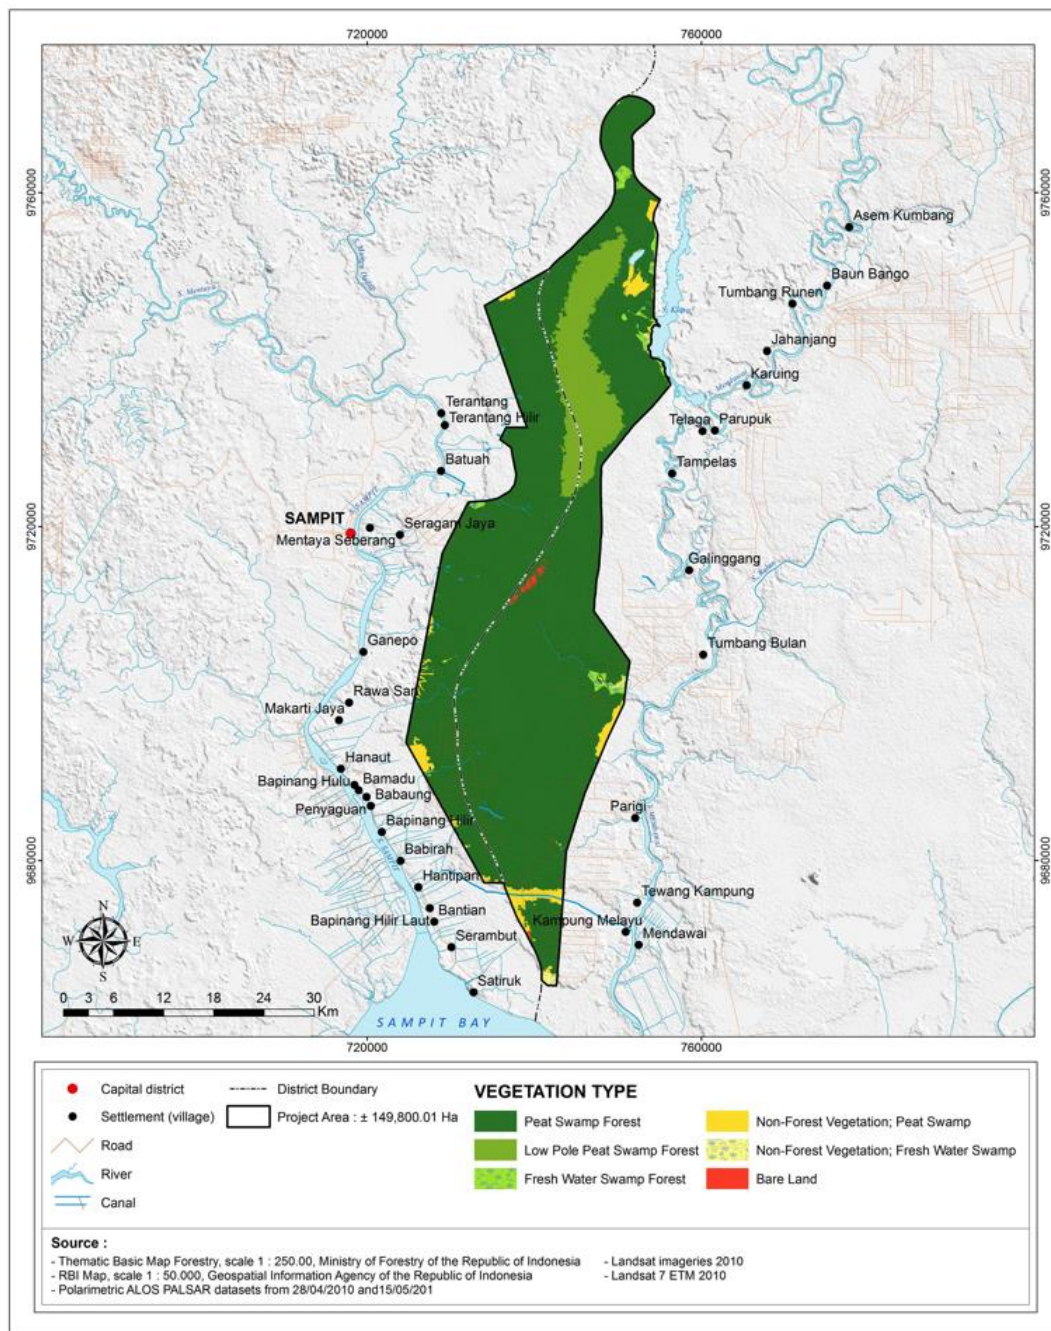 720000 760000
9760000 9760000
Asem Kumbang
Baun Bango
Tumbang Runen
S. Mentaya
Jahanjang
Karuing
Terantang
Terantang Hilir
Telaga
Parupuk
Batuah
Tampelas
S. SAMPIT
SAMPIT
Seragam Jaya
Mentaya Seberang
9720000 9720000
Galinggang
Ganepo
Tumbang Bulan
Rawa Sari
Makarti Jaya
Hanaut
Bapinang Hulu
Bamadu
Babaung
Penyaguan
Parigi
Bapinang Hilir
S. SAMPIT
Babirah
9680000 9680000
Hantipan
Tewang Kampung
Bantian
Bapinang Hilir Laut
Kampung Melayu
Mendawai
Serambut
N
W E
S
Satiruk
0 3 6 12 18 24 30
Km
SAMPIT BAY
720000 760000
Capital district
Settlement (village)
Road
River
Canal
District Boundary
Project Area : ± 149,800.01 Ha
VEGETATION TYPE
Peat Swamp Forest
Low Pole Peat Swamp Forest
Fresh Water Swamp Forest
Non-Forest Vegetation; Peat Swamp
Non-Forest Vegetation; Fresh Water Swamp
Bare Land
Source :
- Thematic Basic Map Forestry, scale 1 : 250.00, Ministry of Forestry of the Republic of Indonesia
- RBI Map, scale 1 : 50.000, Geospatial Information Agency of the Republic of Indonesia
- Polarimetric ALOS PALSAR datasets from 28/04/2010 and15/05/201
- Landsat imageries 2010
- Landsat 7 ETM 2010